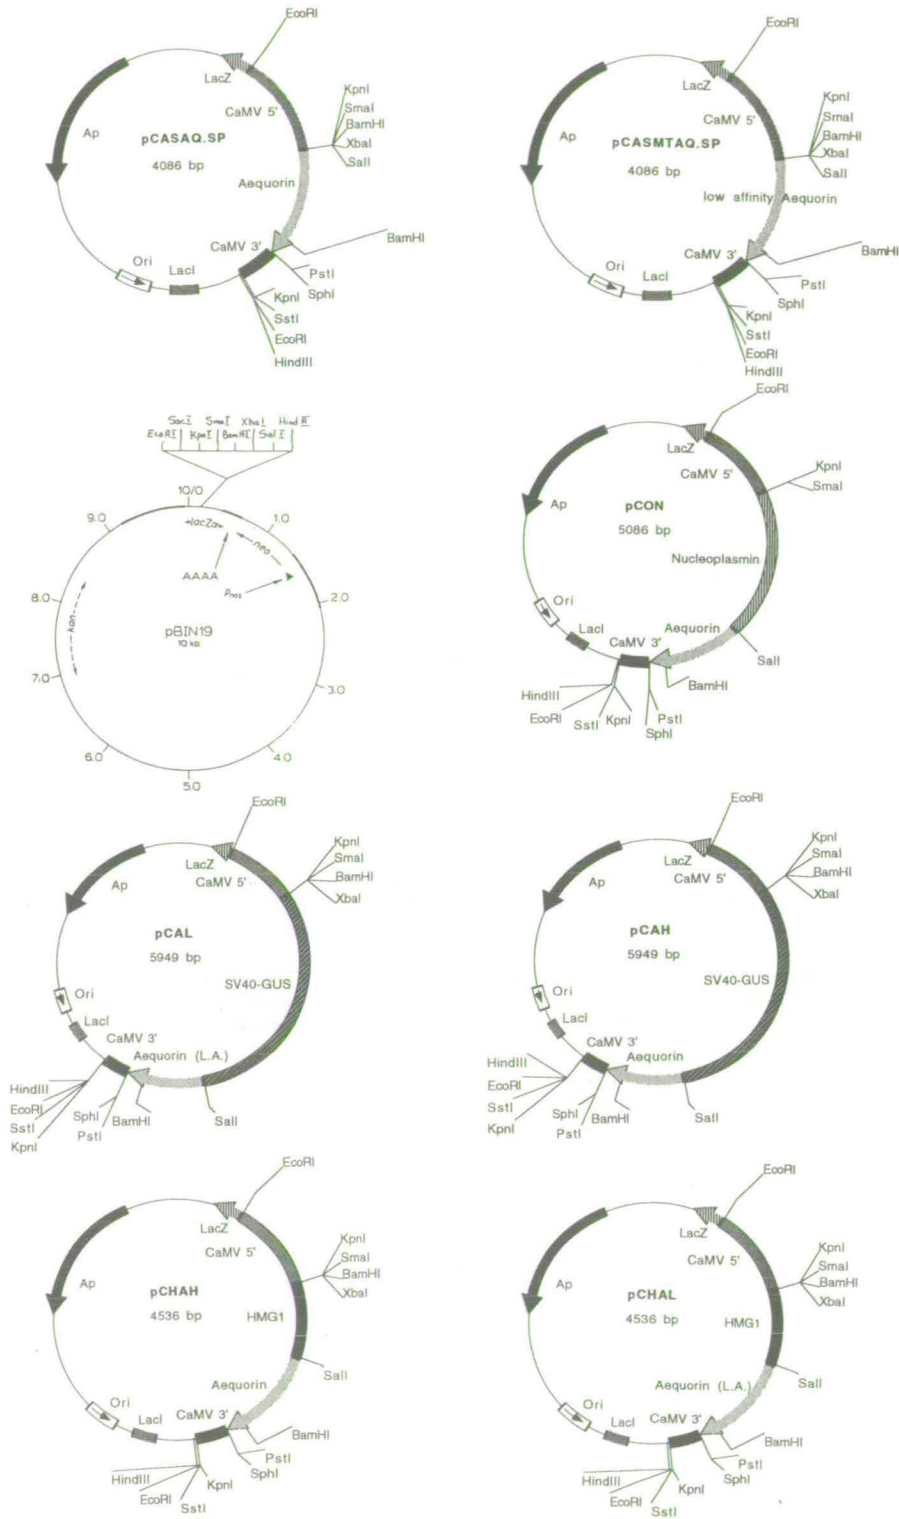 EcoRI
LacZ
CaMV 5'
KpnI
SmaI
BamHI
XbaI
SalI
Ap
pCASAQ.SP
4086 bp
Aequorin
BamHI
CaMV 3'
Ori
LacI
PstI
SphI
KpnI
SstI
EcoRI
HindIII
EcoRI
LacZ
CaMV 5'
KpnI
SmaI
BamHI
XbaI
SalI
Ap
pCASMTAQ.SP
4086 bp
low affinity Aequorin
BamHI
CaMV 3'
Ori
LacI
PstI
SphI
KpnI
SstI
EcoRI
HindIII
SacI SmaI XbaI HindIII
EcoRI KpnI BamHI SalI
10/0
9.0
lacZα
1.0
neo
AAAA
Pnos
8.0
kan
2.0
pBIN19
10 kb
7.0
3.0
6.0
4.0
5.0
EcoRI
LacZ
CaMV 5'
KpnI
SmaI
Ap
pCON
5086 bp
Nucleoplasmin
Ori
LacI
Aequorin
CaMV 3'
SalI
BamHI
HindIII
EcoRI
SstI
KpnI
PstI
SphI
EcoRI
LacZ
CaMV 5'
KpnI
SmaI
BamHI
XbaI
Ap
pCAL
5949 bp
SV40-GUS
Ori
LacI
CaMV 3'
Aequorin (L.A.)
HindIII
EcoRI
SstI
KpnI
SphI
PstI
BamHI
SalI
EcoRI
LacZ
CaMV 5'
KpnI
SmaI
BamHI
XbaI
Ap
pCAH
5949 bp
SV40-GUS
Ori
LacI
CaMV 3'
Aequorin
HindIII
EcoRI
SstI
KpnI
SphI
PstI
BamHI
SalI
EcoRI
LacZ
CaMV 5'
KpnI
SmaI
BamHI
XbaI
Ap
pCHAH
4536 bp
HMG1
SalI
Aequorin
CaMV 3'
Ori
LacI
BamHI
PstI
SphI
KpnI
HindIII
EcoRI
SstI
EcoRI
LacZ
CaMV 5'
KpnI
SmaI
BamHI
XbaI
Ap
pCHAL
4536 bp
HMG1
SalI
Aequorin (L.A.)
CaMV 3'
Ori
LacI
BamHI
PstI
SphI
KpnI
HindIII
EcoRI
SstI